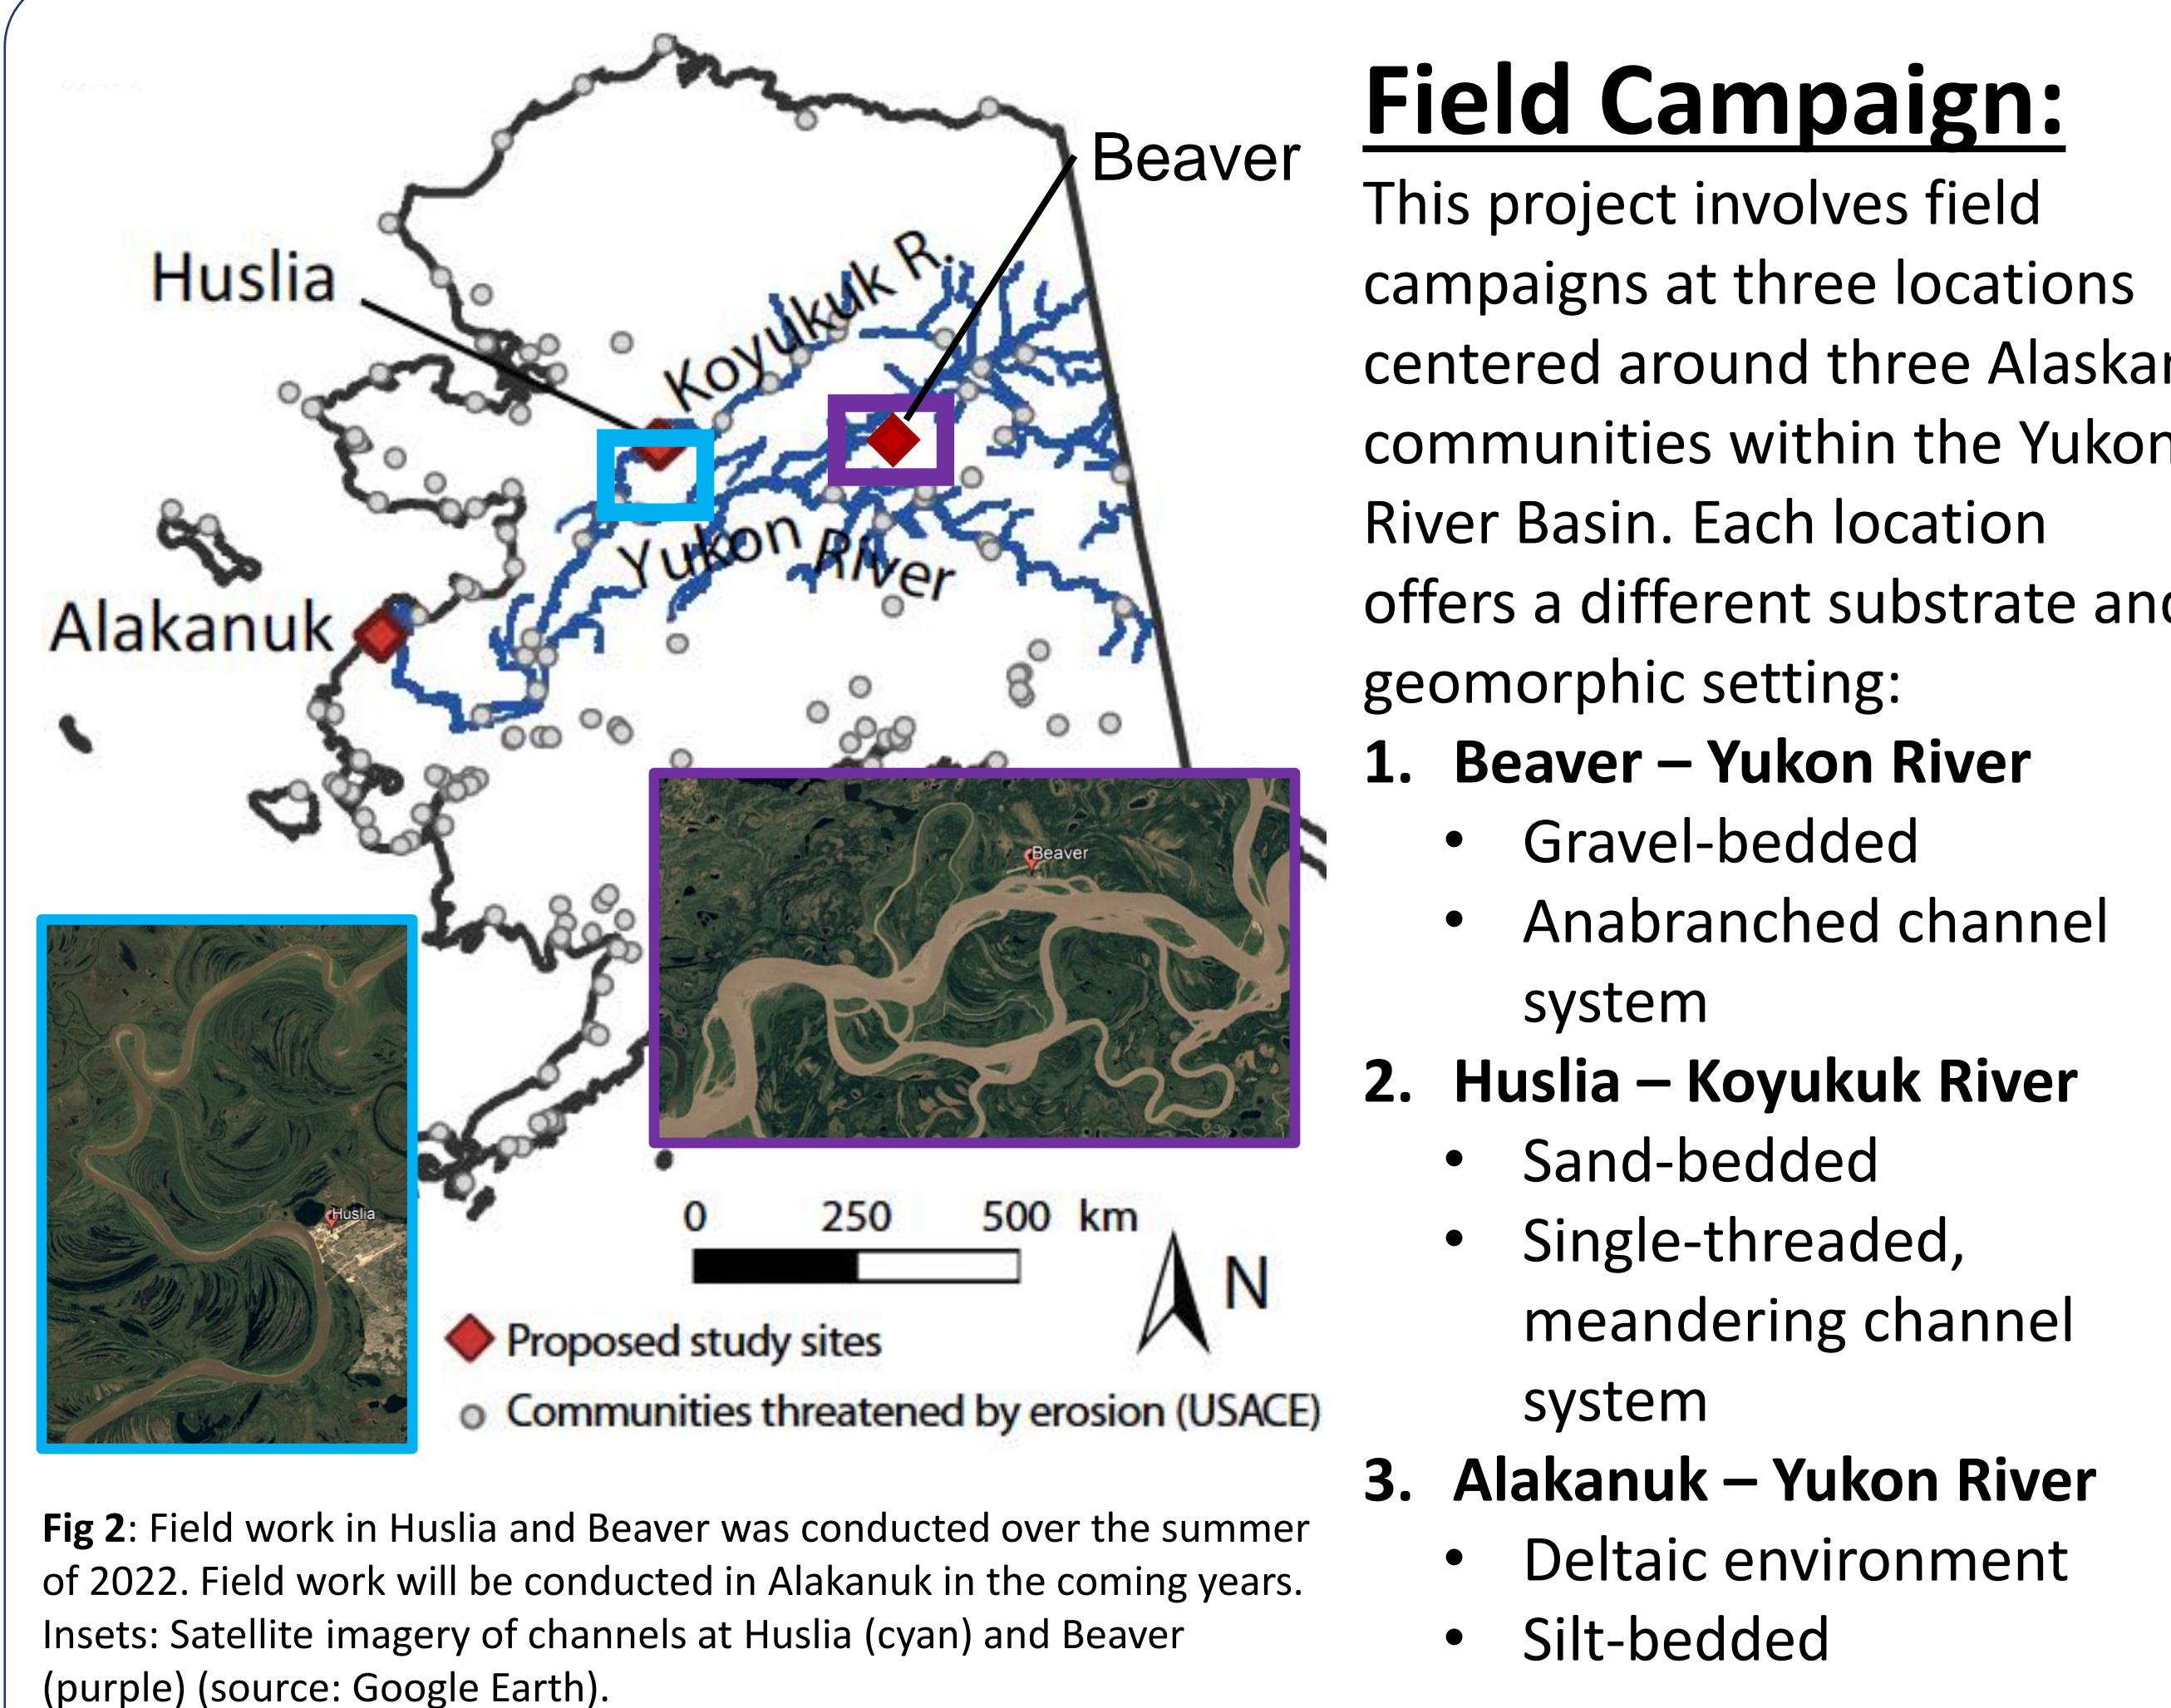 Beaver
Huslia
Koyukuk R.
Yukon River
Alakanuk
Beaver
Huslia
0 250 500 km
N
Proposed study sites
Communities threatened by erosion (USACE)
Fig 2: Field work in Huslia and Beaver was conducted over the summer
of 2022. Field work will be conducted in Alakanuk in the coming years.
Insets: Satellite imagery of channels at Huslia (cyan) and Beaver
(purple) (source: Google Earth).
Field Campaign:
This project involves field
campaigns at three locations
centered around three Alaskan
communities within the Yukon
River Basin. Each location
offers a different substrate and
geomorphic setting:
1. Beaver – Yukon River
• Gravel-bedded
• Anabranched channel
system
2. Huslia – Koyukuk River
• Sand-bedded
• Single-threaded,
meandering channel
system
3. Alakanuk – Yukon River
• Deltaic environment
• Silt-bedded